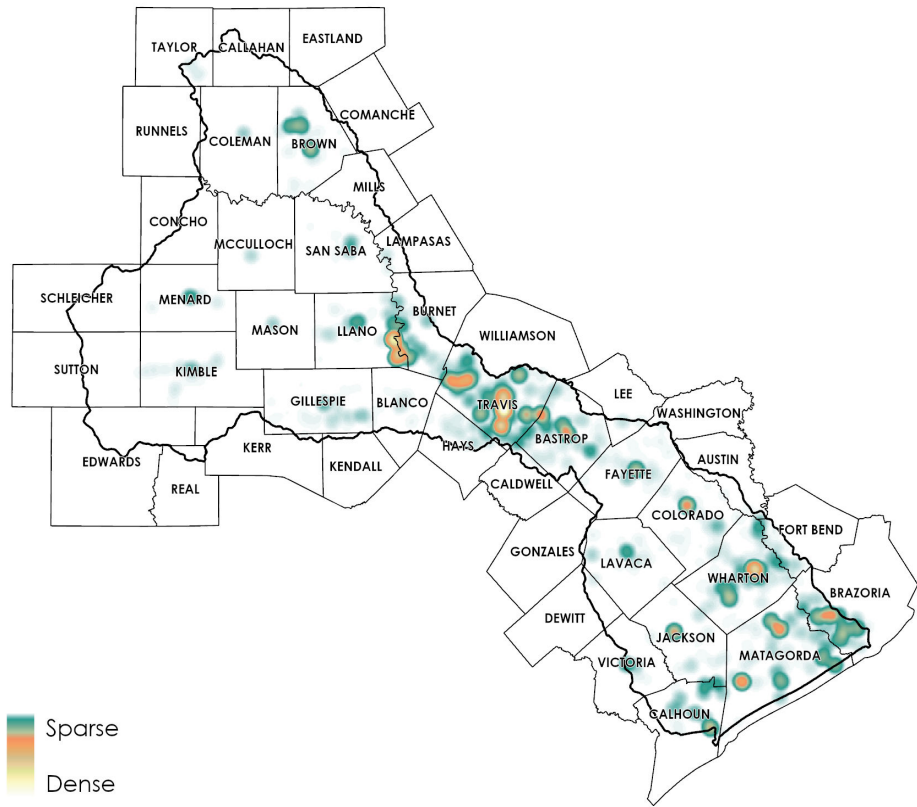 EASTLAND
TAYLOR
CALLAHAN
COMANCHE
RUNNELS
COLEMAN
BROWN
MILLS
CONCHO
MCCULLOCH
SAN SABA
LAMPASAS
SCHLEICHER
MENARD
BURNET
MASON
LLANO
WILLIAMSON
SUTTON
KIMBLE
GILLESPIE
BLANCO
TRAVIS
LEE
WASHINGTON
HAYS
BASTROP
KERR
EDWARDS
KENDALL
AUSTIN
REAL
CALDWELL
FAYETTE
COLORADO
FORT BEND
GONZALES
LAVACA
WHARTON
BRAZORIA
DEWITT
JACKSON
VICTORIA
MATAGORDA
CALHOUN
Sparse
Dense